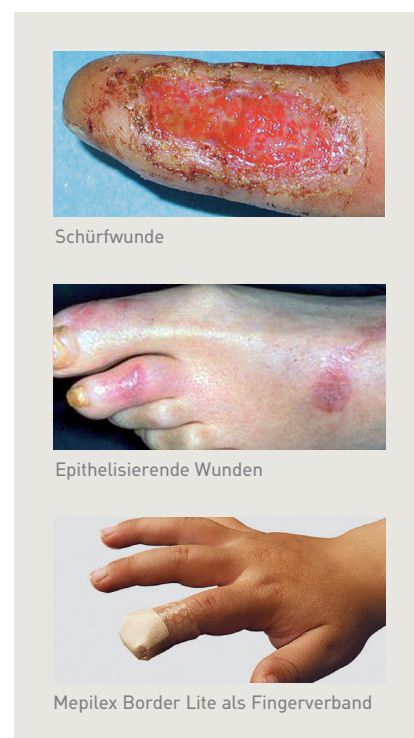 Schürfwunde
Epithelisierende Wunden
Mepilex Border Lite als Fingerverband